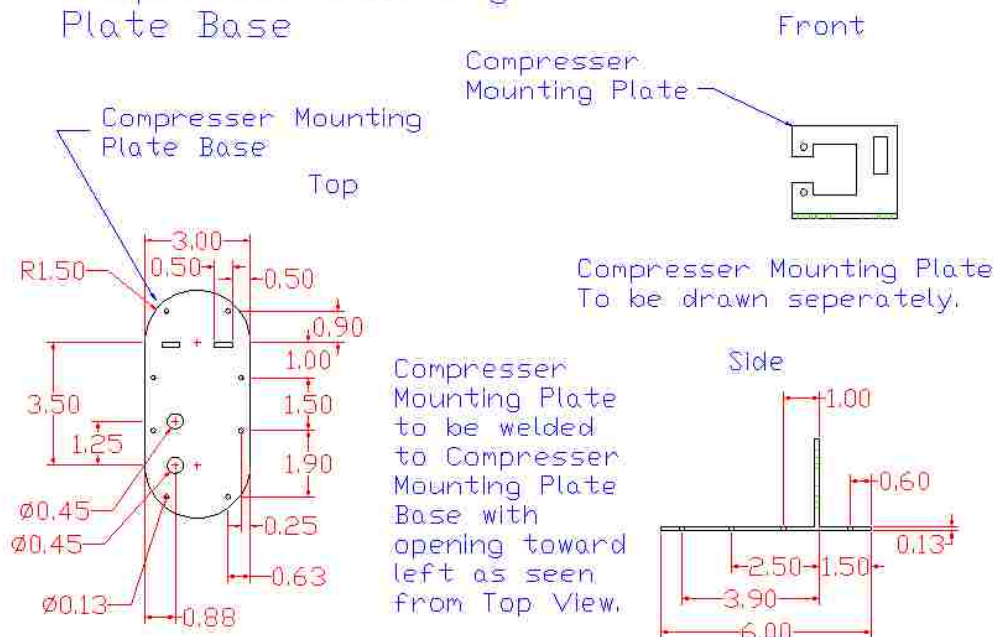 Plate Base
Front
Compresser
Mounting Plate
Compresser Mounting
Plate Base
Top
3.00
R1.50
0.50
0.50
0.90
1.00
3.50
1.50
1.25
1.90
Ø0.45
Ø0.45
0.25
0.63
Ø0.13
0.88
Compresser Mounting Plate
To be drawn seperately.
Compresser
Mounting Plate
to be welded
to Compresser
Mounting Plate
Base with
opening toward
left as seen
from Top View.
Side
1.00
0.60
0.13
2.50
1.50
3.90
6.00